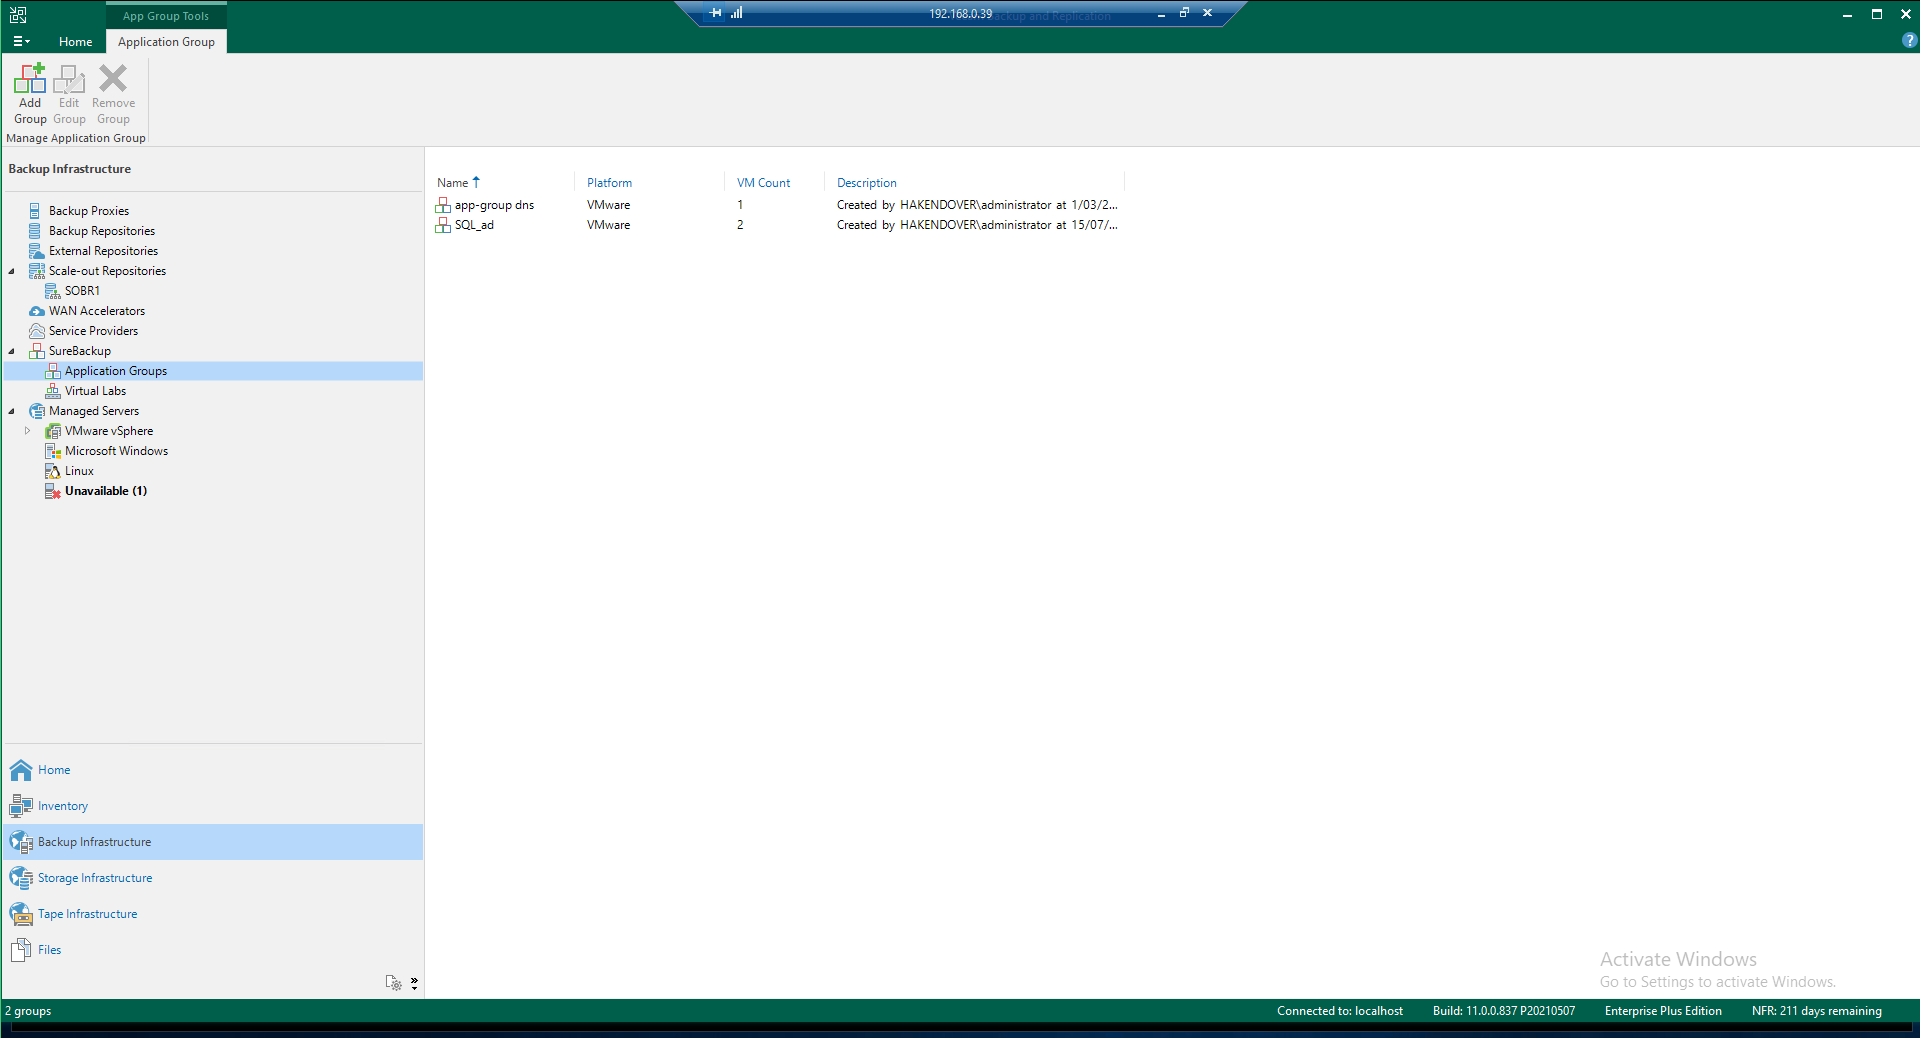 App Group Tools
192.168.0.39
Backup and Replication
Home
Application Group
Add Group
Edit Group
Remove Group
Manage Application Group
Backup Infrastructure
Backup Proxies
Backup Repositories
External Repositories
Scale-out Repositories
SOBR1
WAN Accelerators
Service Providers
SureBackup
Application Groups
Virtual Labs
Managed Servers
VMware vSphere
Microsoft Windows
Linux
Unavailable (1)
Home
Inventory
Backup Infrastructure
Storage Infrastructure
Tape Infrastructure
Files
Name Platform VM Count Description
app-group dns VMware 1 Created by HAKENDOVER\administrator at 1/03/2...
SQL_ad VMware 2 Created by HAKENDOVER\administrator at 15/07/...
Activate Windows
Go to Settings to activate Windows.
2 groups
Connected to: localhost Build: 11.0.0.837 P20210507 Enterprise Plus Edition NFR: 211 days remaining